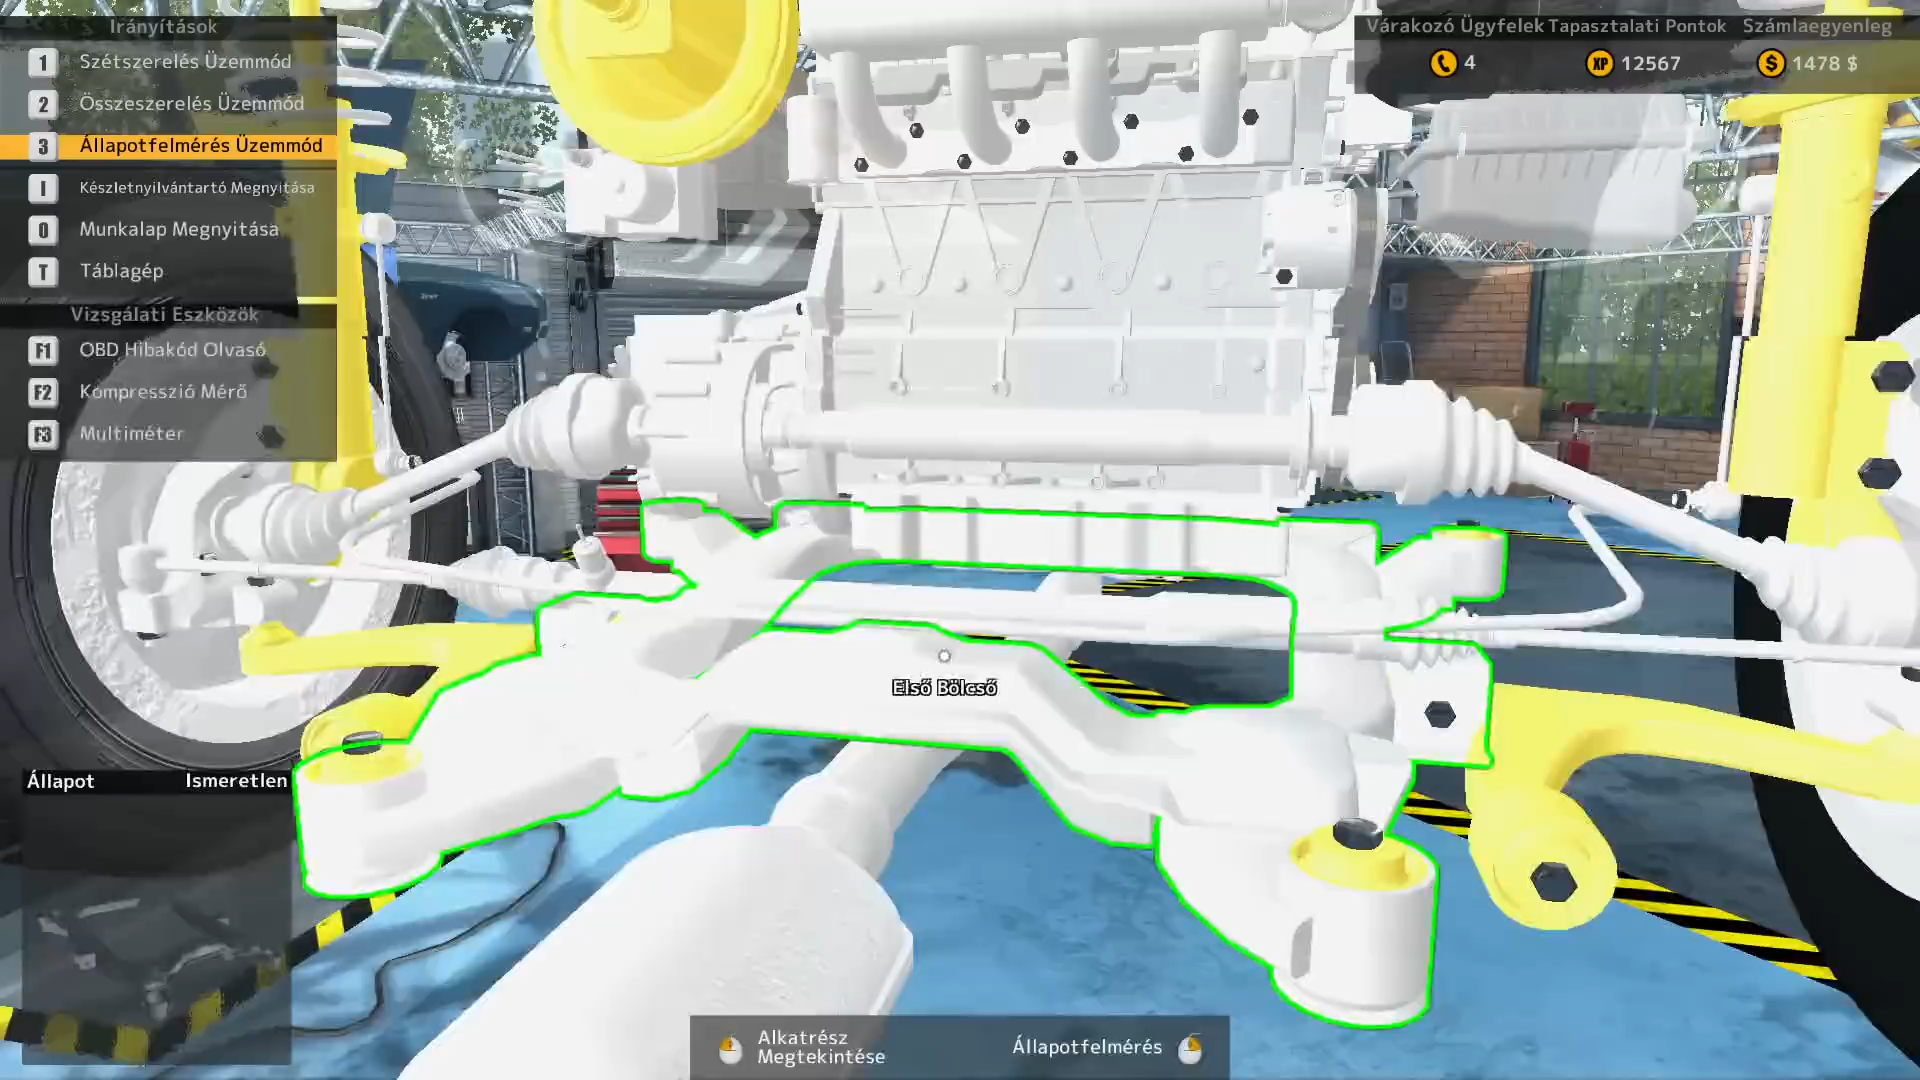 Irányítások
1 Szétszerelés Üzemmód
2 Összeszerelés Üzemmód
3 Állapotfelmérés Üzemmód
I Készletnyilvántartó Megnyitása
O Munkalap Megnyitása
T Táblagép
Vizsgálati Eszközök
F1 OBD Hibakód Olvasó
F2 Kompresszió Mérő
F3 Multiméter
Várakozó Ügyfelek Tapasztalati Pontok Számlaegyenleg
4 XP 12567 $ 1478 $
Első Bölcső
Állapot Ismeretlen
Alkatrész
Megtekintése
Állapotfelmérés